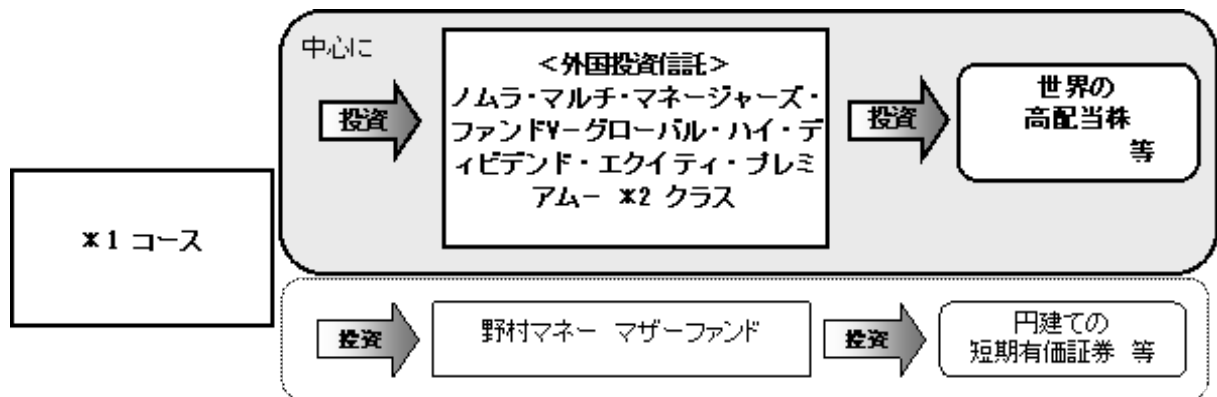 中心に
投資
＜外国投資信託＞
ノムラ・マルチ・マネージャーズ・
ファンドV－グローバル・ハイ・デ
ィビデンド・エクイティ・プレミ
アム－ *2 クラス
投資
世界の
高配当株
等
*1 コース
投資
野村マネー マザーファンド
投資
円建ての
短期有価証券 等